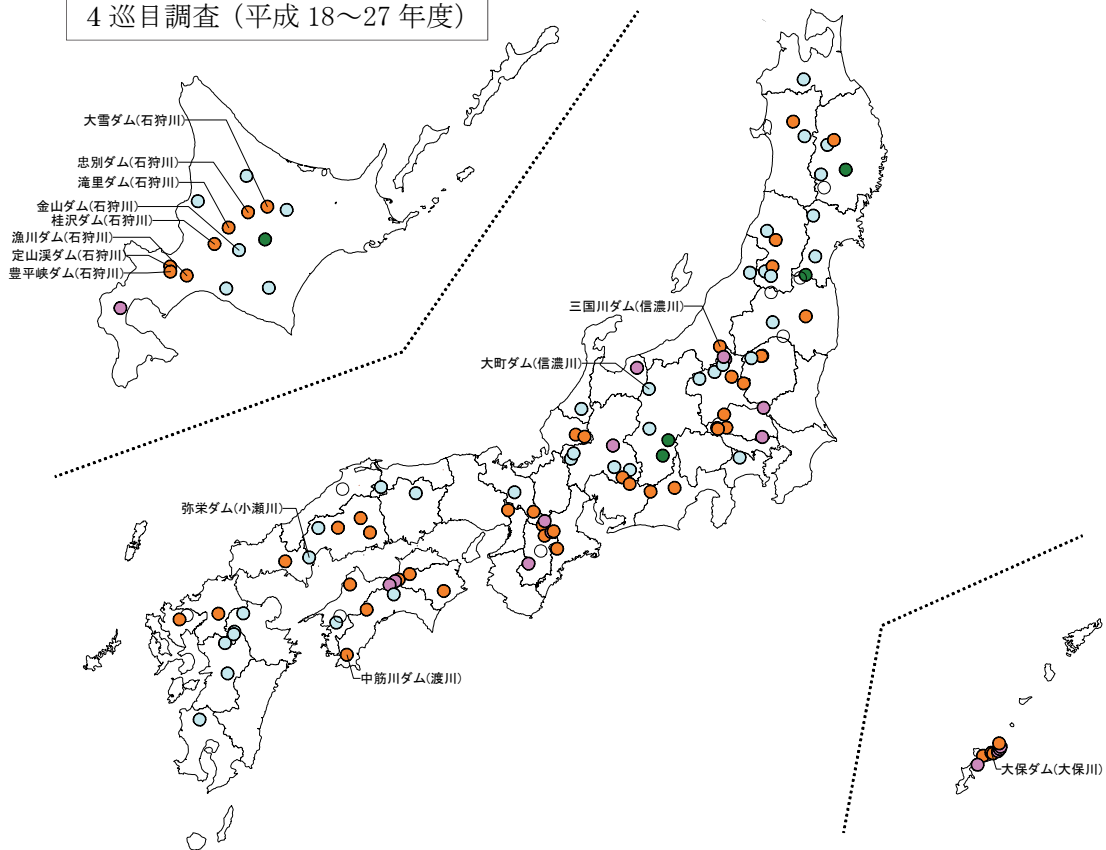 4巡目調査（平成 18～27 年度）
大雪ダム(石狩川)
忠別ダム(石狩川)
滝里ダム(石狩川)
金山ダム(石狩川)
桂沢ダム(石狩川)
漁川ダム(石狩川)
定山渓ダム(石狩川)
豊平峡ダム(石狩川)
三国川ダム(信濃川)
大町ダム(信濃川)
弥栄ダム(小瀬川)
中筋川ダム(渡川)
大保ダム(大保川)